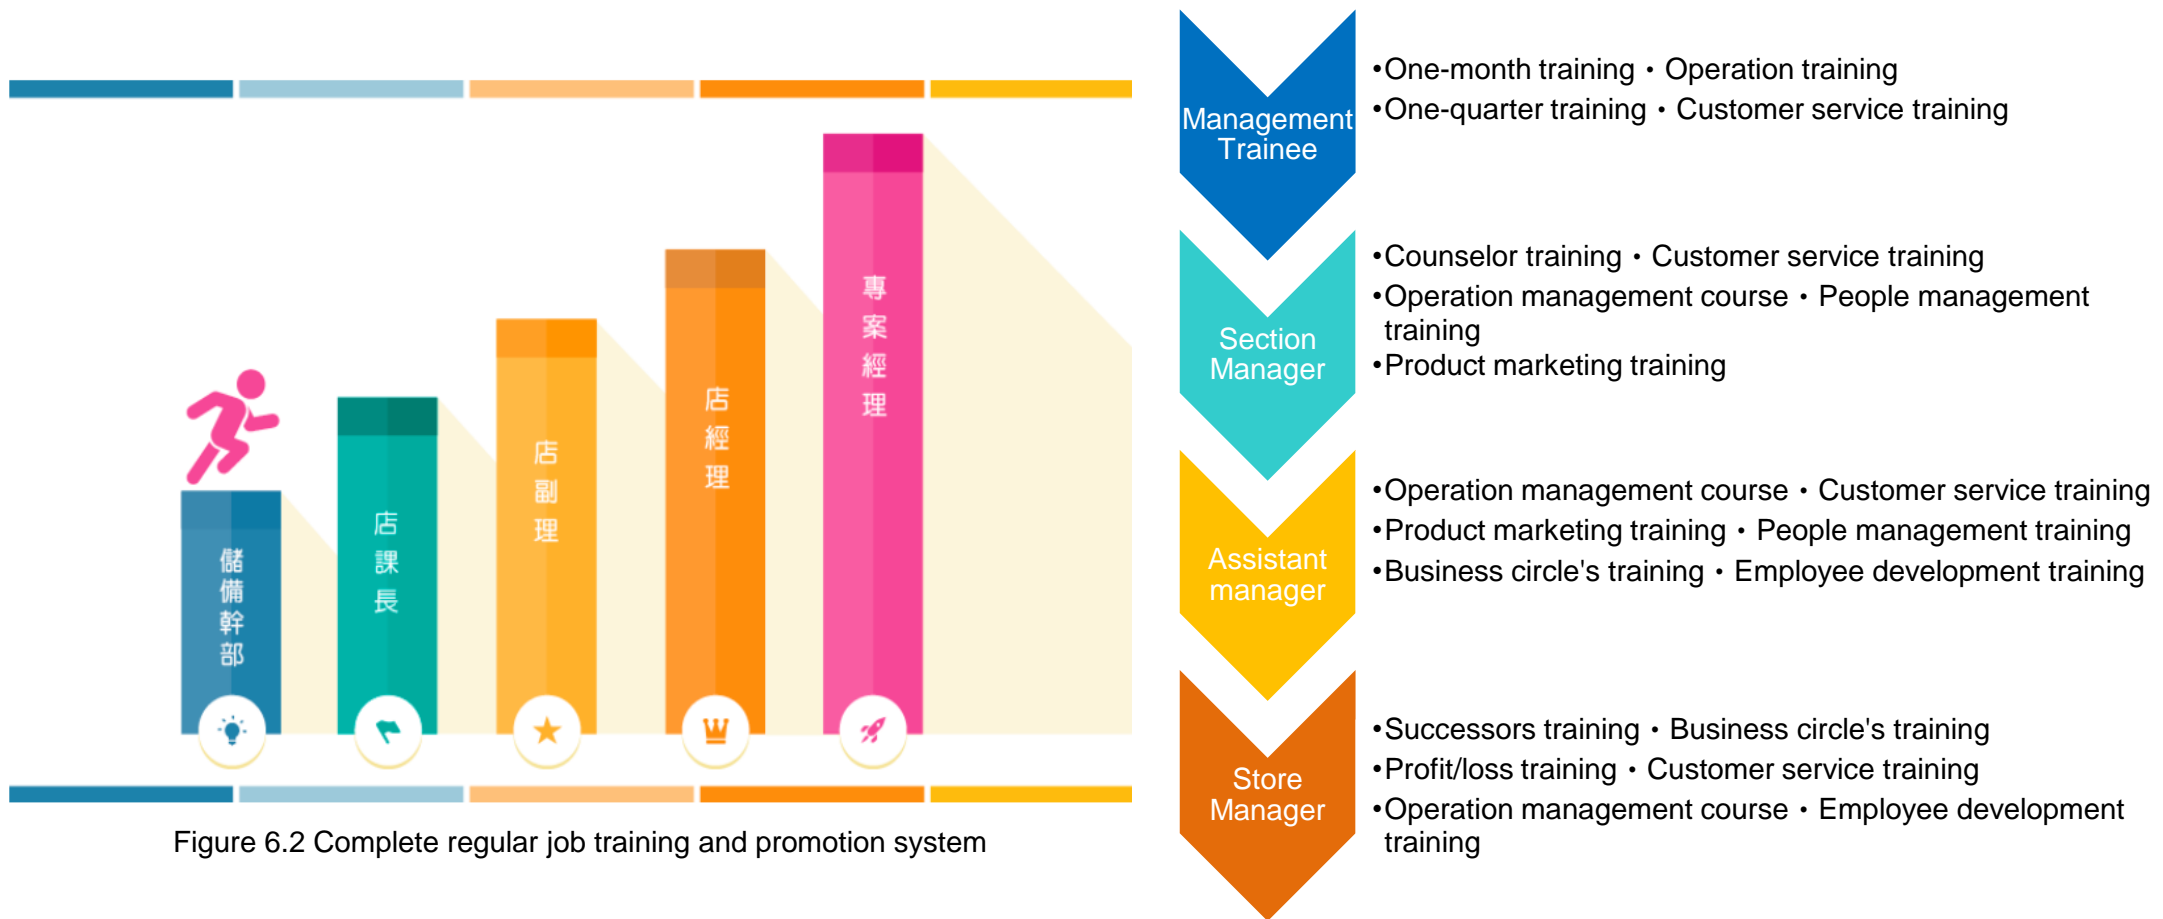 儲備幹部
店課長
店副理
店經理
專案經理
Figure 6.2 Complete regular job training and promotion system
Management
Trainee
•One-month training・Operation training
•One-quarter training・Customer service training
Section
Manager
•Counselor training・Customer service training
•Operation management course・People management
training
•Product marketing training
Assistant
manager
•Operation management course・Customer service training
•Product marketing training・People management training
•Business circle's training・Employee development training
Store
Manager
•Successors training・Business circle's training
•Profit/loss training・Customer service training
•Operation management course・Employee development
training